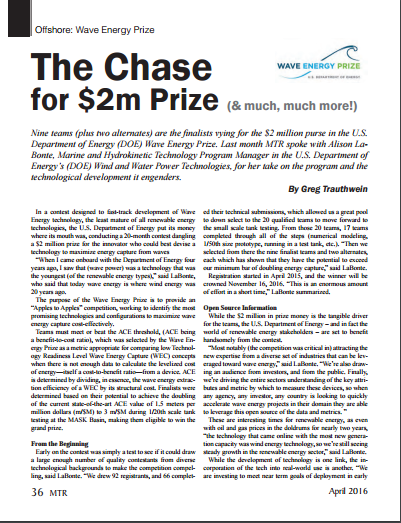 Offshore: Wave Energy Prize
The Chase
for $2m Prize (& much, much more!)
WAVE ENERGY PRIZE
U.S. DEPARTMENT OF ENERGY
Nine teams (plus two alternates) are the finalists vying for the $2 million purse in the U.S.
Department of Energy (DOE) Wave Energy Prize. Last month MTR spoke with Alison La-
Bonte, Marine and Hydrokinetic Technology Program Manager in the U.S. Department of
Energy's (DOE) Wind and Water Power Technologies, for her take on the program and the
technological development it engenders.
By Greg Trauthwein
In a contest designed to fast-track development of Wave
Energy technology, the least mature of all renewable energy
technologies, the U.S. Department of Energy put its money
where its mouth was, conducting a 20-month contest dangling
a $2 million prize for the innovator who could best devise a
technology to maximize energy capture from waves
"When I came onboard with the Department of Energy four
years ago, I saw that (wave power) was a technology that was
the youngest (of the renewable energy types)," said LaBonte,
who said that today wave energy is where wind energy was
20 years ago.
The purpose of the Wave Energy Prize is to provide an
"Apples to Apples" competition, working to identify the most
promising technologies and configurations to maximize wave
energy capture cost-effectively.
Teams must meet or beat the ACE threshold, (ACE being
a benefit-to-cost ratio), which was selected by the Wave En-
ergy Prize as a metric appropriate for comparing low Technol-
ogy Readiness Level Wave Energy Capture (WEC) concepts
when there is not enough data to calculate the levelized cost
of energy—itself a cost-to-benefit ratio—from a device. ACE
is determined by dividing, in essence, the wave energy extrac-
tion efficiency of a WEC by its structural cost. Finalists were
determined based on their potential to achieve the doubling
of the current state-of-the-art ACE value of 1.5 meters per
million dollars (m/$M) to 3 m/$M during 1/20th scale tank
testing at the MASK Basin, making them eligible to win the
grand prize.
From the Beginning
Early on the contest was simply a test to see if it could draw
a large enough number of quality contestants from diverse
technological backgrounds to make the competition compel-
ling, said LaBonte. "We drew 92 registrants, and 66 complet-
ed their technical submissions, which allowed us a great pool
to down select to the 20 qualified teams to move forward to
the small scale tank testing. From those 20 teams, 17 teams
completed through all of the steps (numerical modeling,
1/50th size prototype, running in a test tank, etc.). "Then we
selected from there the nine finalist teams and two alternates,
each which has shown that they have the potential to exceed
our minimum bar of doubling energy capture," said LaBonte.
Registration started in April 2015, and the winner will be
crowned November 16, 2016. "This is an enormous amount
of effort in a short time," LaBonte summarized.
Open Source Information
While the $2 million in prize money is the tangible driver
for the teams, the U.S. Department of Energy – and in fact the
world of renewable energy stakeholders – are set to benefit
handsomely from the contest.
"Most notably (the competition was critical in) attracting the
new expertise from a diverse set of industries that can be lev-
eraged toward wave energy," said LaBonte. "We're also draw-
ing an audience from investors, and from the public. Finally,
we're driving the entire sectors understanding of the key attri-
butes and metric by which to measure these devices, so when
any agency, any investor, any country is looking to quickly
accelerate wave energy projects in their domain they are able
to leverage this open source of the data and metrics. "
These are interesting times for renewable energy, as even
with oil and gas prices in the doldrums for nearly two years,
"the technology that came online with the most new genera-
tion capacity was wind energy technology, so we're still seeing
steady growth in the renewable energy sector," said LaBonte.
While the development of technology is one link, the in-
corporation of the tech into real-world use is another. "We
are investing to meet near term goals of deployment in early
36 MTR
April 2016